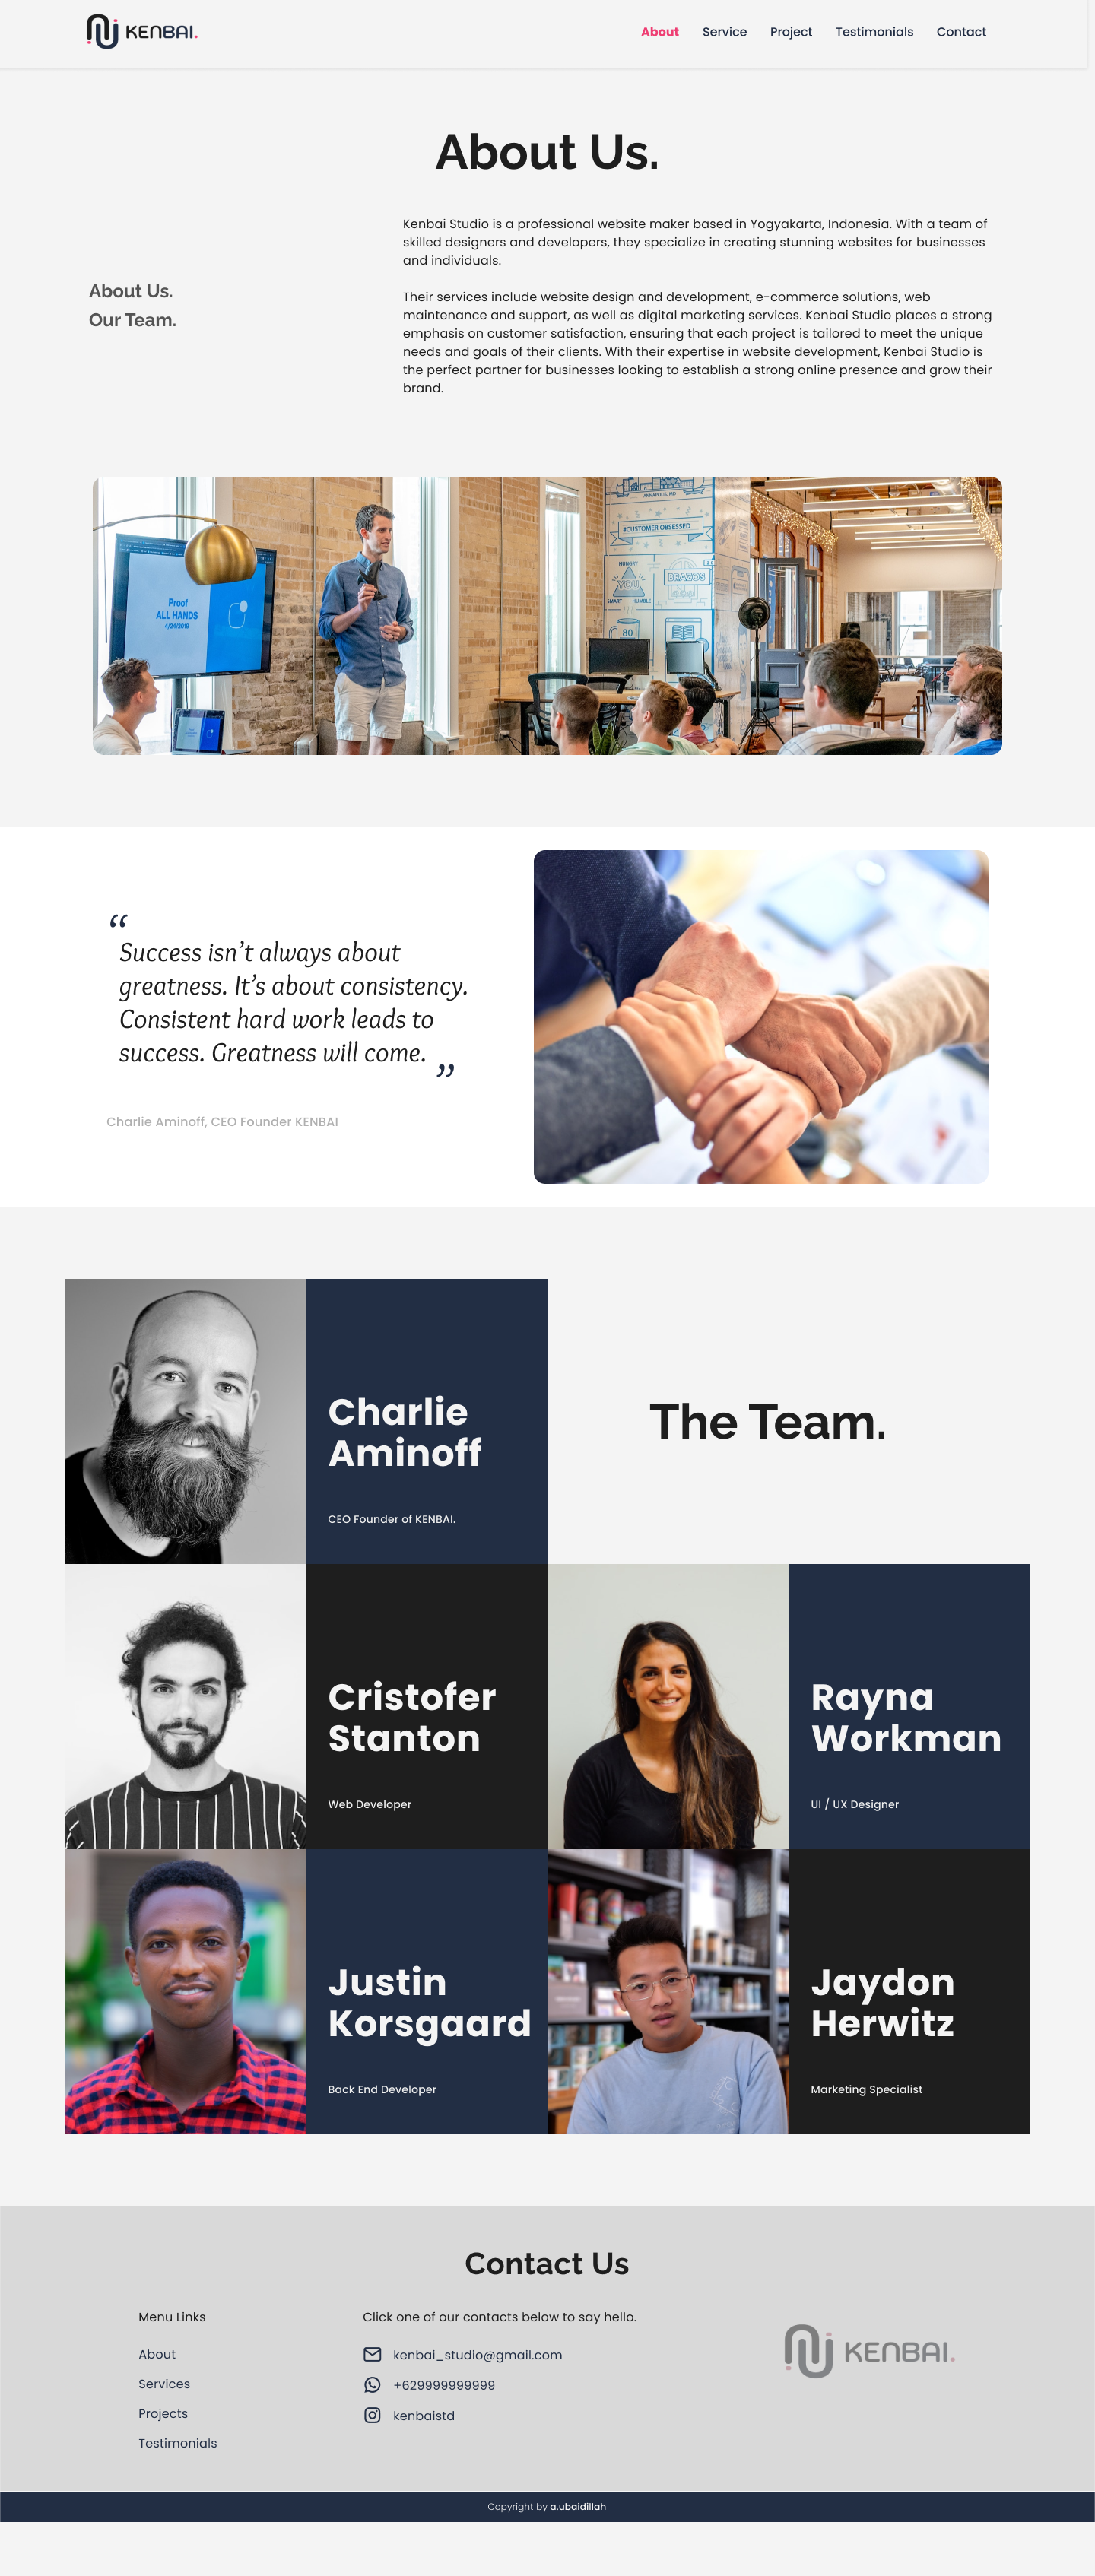 KENBAI.
About Service Project Testimonials Contact
About Us.
About Us.
Our Team.
Kenbai Studio is a professional website maker based in Yogyakarta, Indonesia. With a team of
skilled designers and developers, they specialize in creating stunning websites for businesses
and individuals.
Their services include website design and development, e-commerce solutions, web
maintenance and support, as well as digital marketing services. Kenbai Studio places a strong
emphasis on customer satisfaction, ensuring that each project is tailored to meet the unique
needs and goals of their clients. With their expertise in website development, Kenbai Studio is
the perfect partner for businesses looking to establish a strong online presence and grow their
brand.
Proof
ALL HANDS
4/24/2019
ANNAPOLIS, MD
#CUSTOMER OBSESSED
HUNGRY
YOU
SMART HUMBLE
BRAZOS
80
“
Success isn’t always about
greatness. It’s about consistency.
Consistent hard work leads to
success. Greatness will come.
”
Charlie Aminoff, CEO Founder KENBAI
Charlie
Aminoff
CEO Founder of KENBAI.
The Team.
Cristofer
Stanton
Web Developer
Rayna
Workman
UI / UX Designer
Justin
Korsgaard
Back End Developer
Jaydon
Herwitz
Marketing Specialist
Contact Us
Menu Links
About
Services
Projects
Testimonials
Click one of our contacts below to say hello.
kenbai_studio@gmail.com
+629999999999
kenbaistd
KENBAI.
Copyright by a.ubaidillah